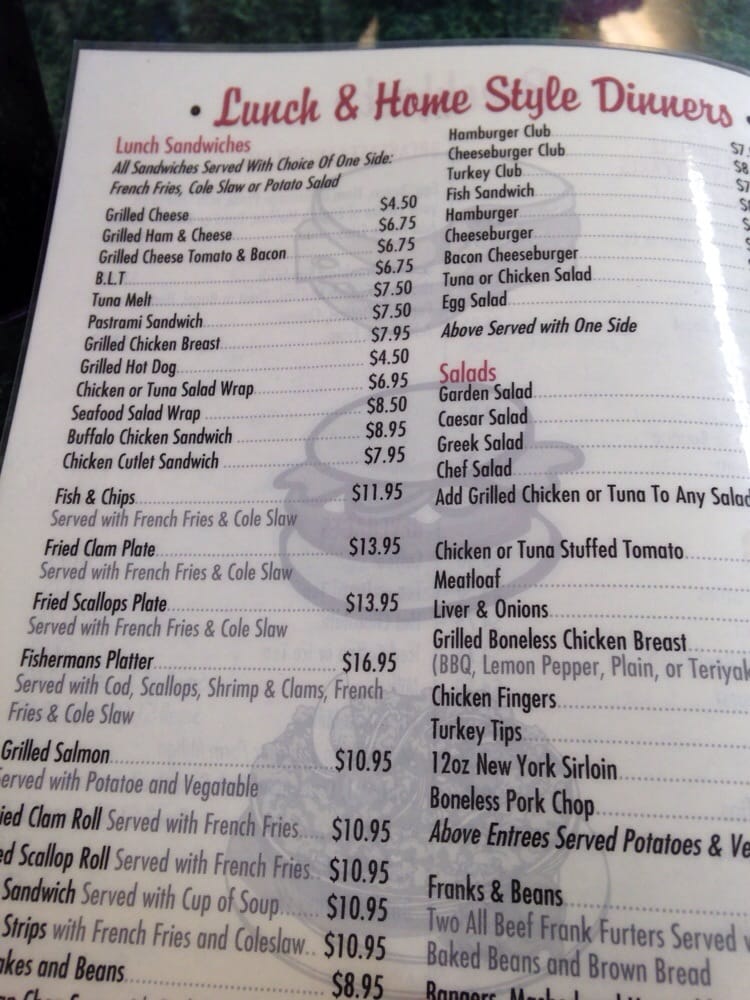 • Lunch & Home Style Dinners •
Lunch Sandwiches
All Sandwiches Served With Choice Of One Side:
French Fries, Cole Slaw or Potato Salad
Grilled Cheese $4.50
Grilled Ham & Cheese $6.75
Grilled Cheese Tomato & Bacon $6.75
B.L.T $6.75
Tuna Melt $7.50
Pastrami Sandwich $7.50
Grilled Chicken Breast $7.95
Grilled Hot Dog $4.50
Chicken or Tuna Salad Wrap $6.95
Seafood Salad Wrap $8.50
Buffalo Chicken Sandwich $8.95
Chicken Cutlet Sandwich $7.95
Fish & Chips $11.95
Served with French Fries & Cole Slaw
Fried Clam Plate $13.95
Served with French Fries & Cole Slaw
Fried Scallops Plate $13.95
Served with French Fries & Cole Slaw
Fishermans Platter $16.95
Served with Cod, Scallops, Shrimp & Clams, French
Fries & Cole Slaw
Grilled Salmon $10.95
erved with Potatoe and Vegatable
ied Clam Roll Served with French Fries $10.95
ed Scallop Roll Served with French Fries $10.95
Sandwich Served with Cup of Soup $10.95
Strips with French Fries and Coleslaw $10.95
akes and Beans $8.95
Hamburger Club $7.
Cheeseburger Club $8
Turkey Club $7
Fish Sandwich
Hamburger
Cheeseburger
Bacon Cheeseburger
Tuna or Chicken Salad
Egg Salad
Above Served with One Side
Salads
Garden Salad
Caesar Salad
Greek Salad
Chef Salad
Add Grilled Chicken or Tuna To Any Salad
Chicken or Tuna Stuffed Tomato
Meatloaf
Liver & Onions
Grilled Boneless Chicken Breast
(BBQ, Lemon Pepper, Plain, or Teriyak
Chicken Fingers
Turkey Tips
12oz New York Sirloin
Boneless Pork Chop
Above Entrees Served Potatoes & Ve
Franks & Beans
Two All Beef Frank Furters Served
Baked Beans and Brown Bread